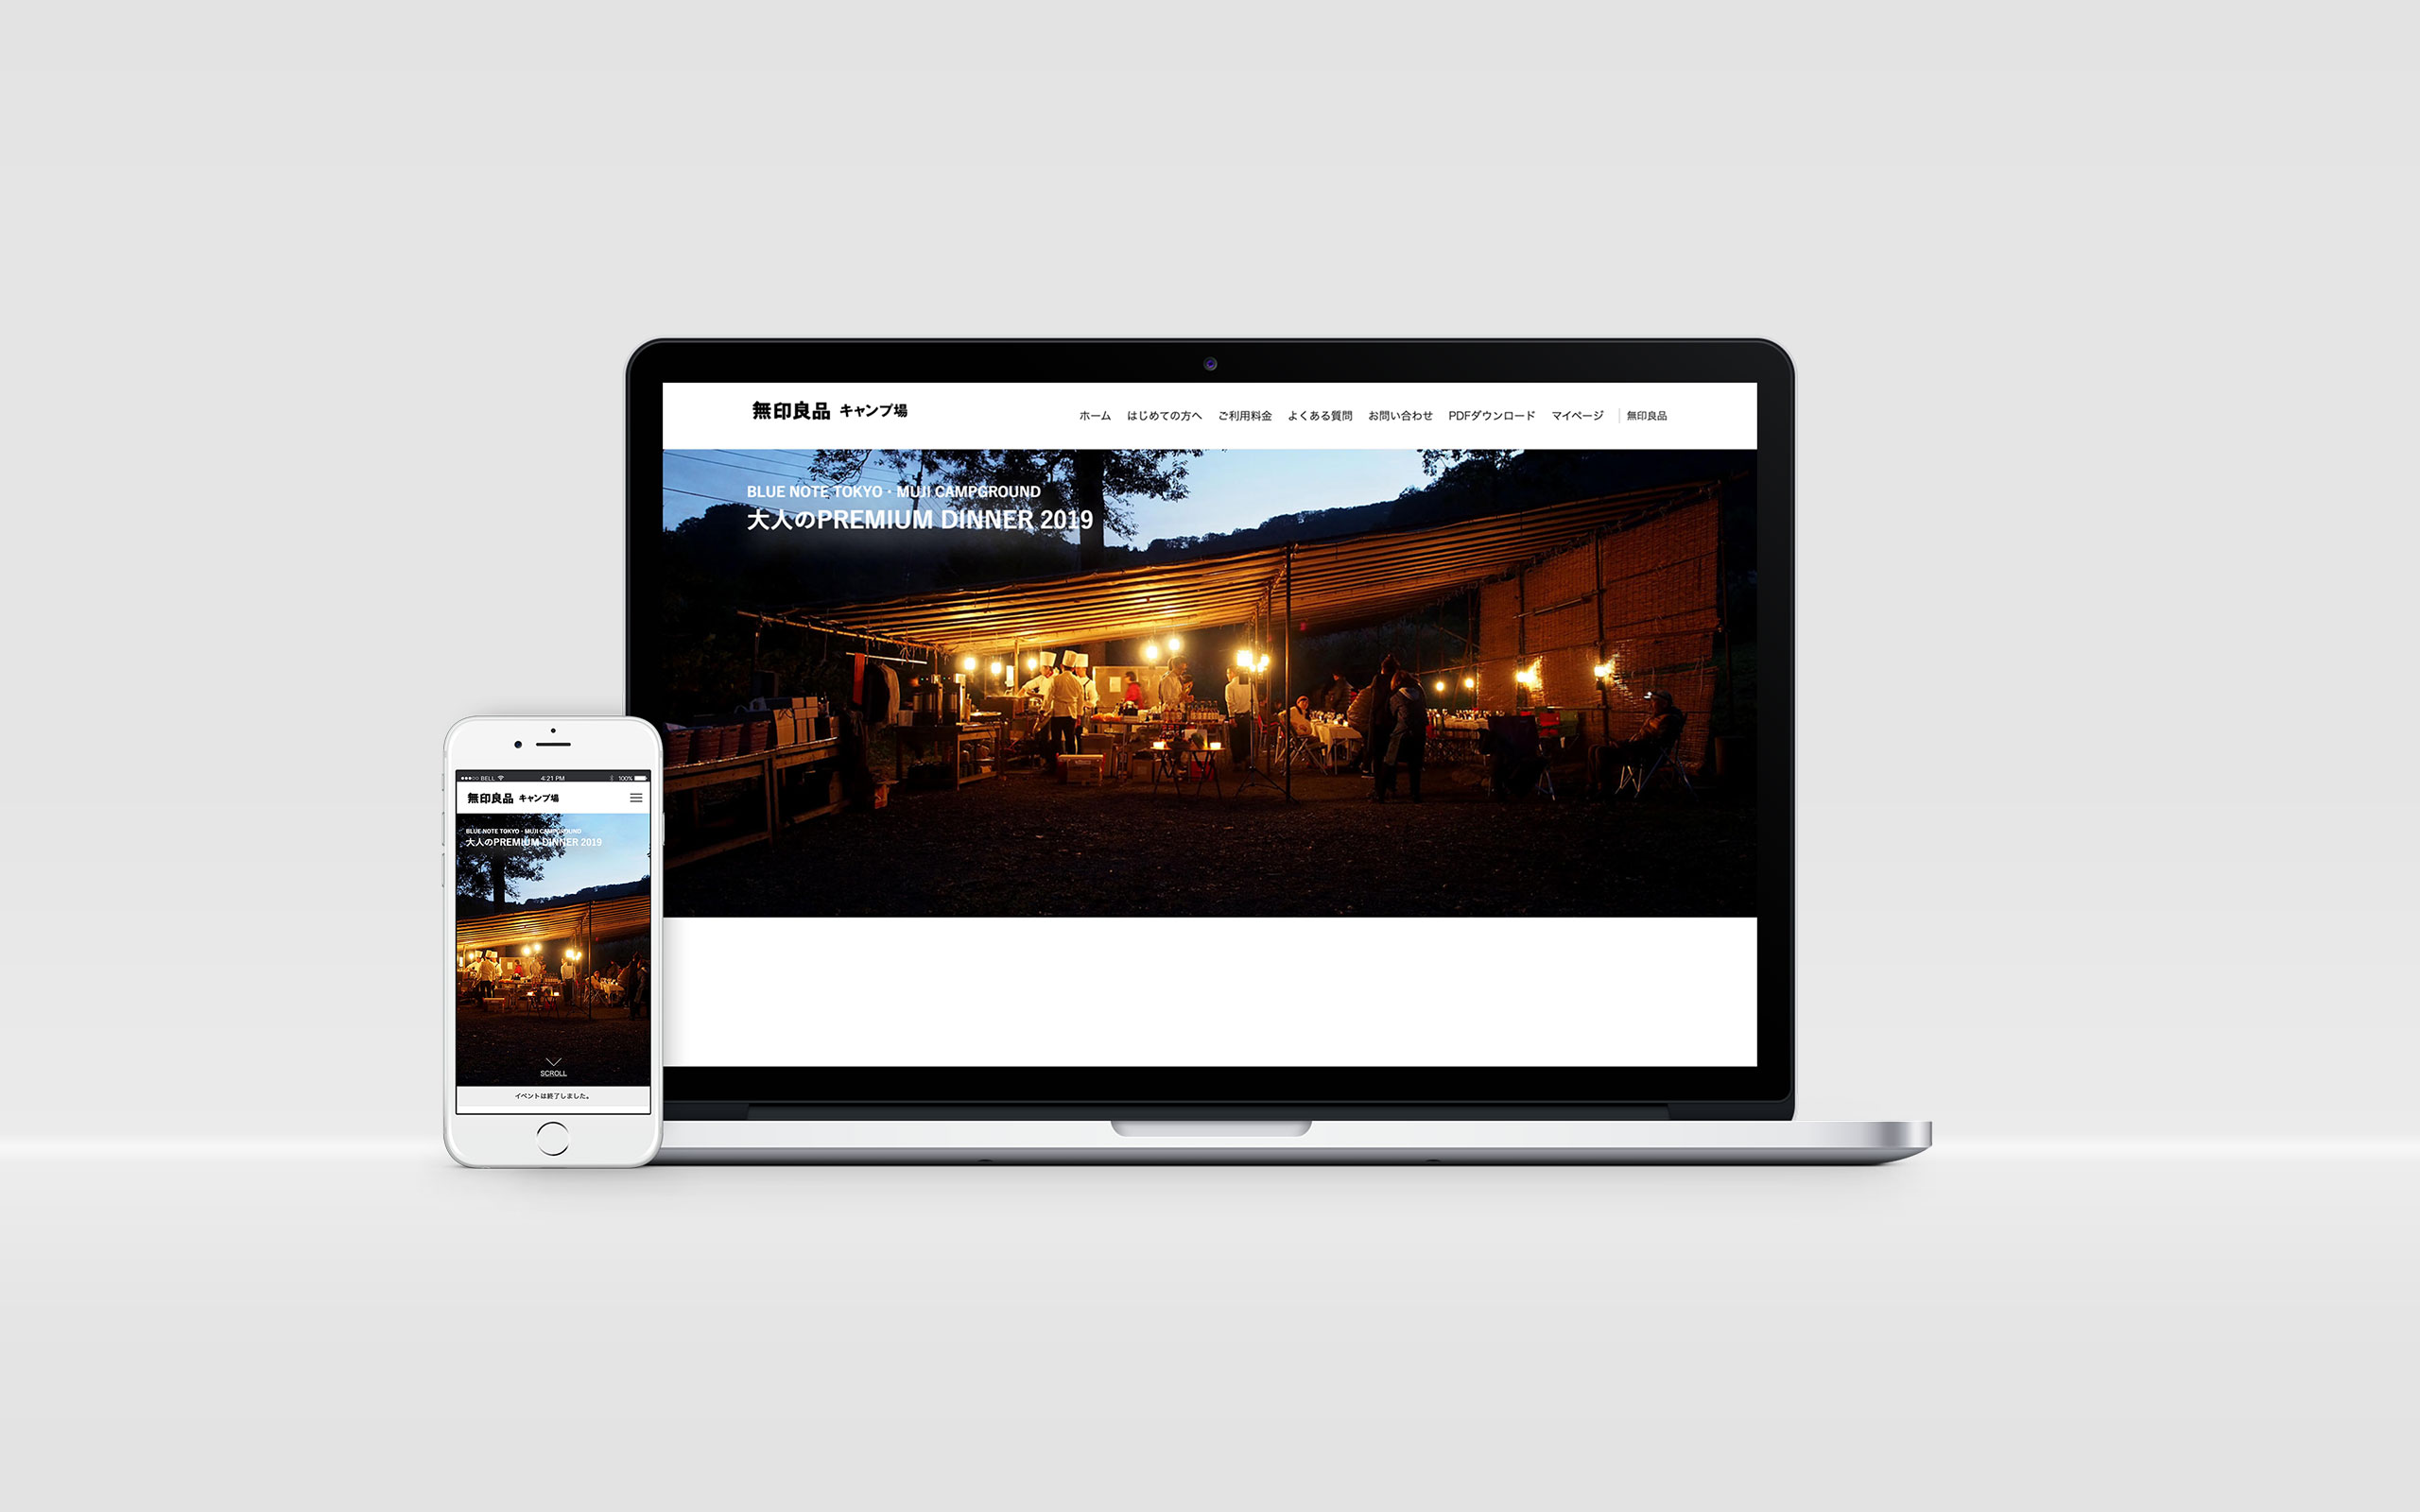 無印良品 キャンプ場
ホーム はじめての方へ ご利用料金 よくある質問 お問い合わせ PDFダウンロード マイページ 無印良品
BLUE NOTE TOKYO・MUJI CAMPGROUND
大人のPREMIUM DINNER 2019
BELL 4:21 PM 100%
無印良品 キャンプ場
BLUE NOTE TOKYO・MUJI CAMPGROUND
大人のPREMIUM DINNER 2019
SCROLL
イベントは終了しました。